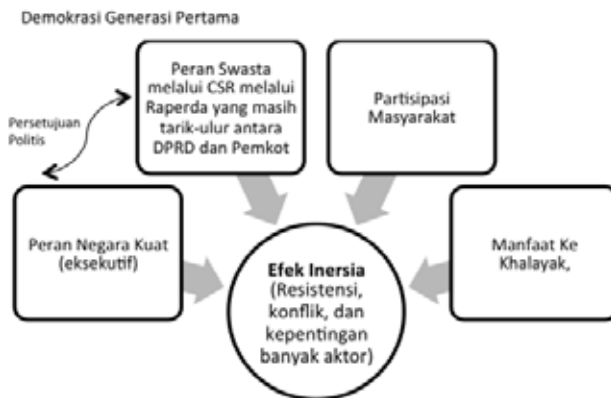 Demokrasi Generasi Pertama
Peran Swasta
melalui CSR melalui
Raperda yang masih
tarik-ulur antara
DPRD dan Pemkot
Partisipasi
Masyarakat
Persetujuan
Politis
Peran Negara Kuat
(eksekutif)
Efek Inersia
(Resistensi,
konflik, dan
kepentingan
banyak aktor)
Manfaat Ke
Khalayak,